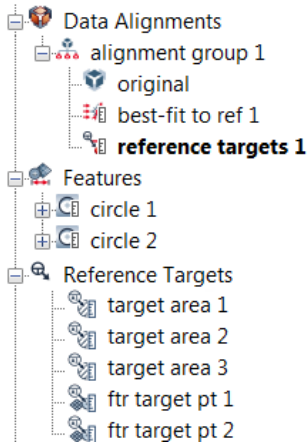 Data Alignments
alignment group 1
original
best-fit to ref 1
reference targets 1
Features
circle 1
circle 2
Reference Targets
target area 1
target area 2
target area 3
ftr target pt 1
ftr target pt 2